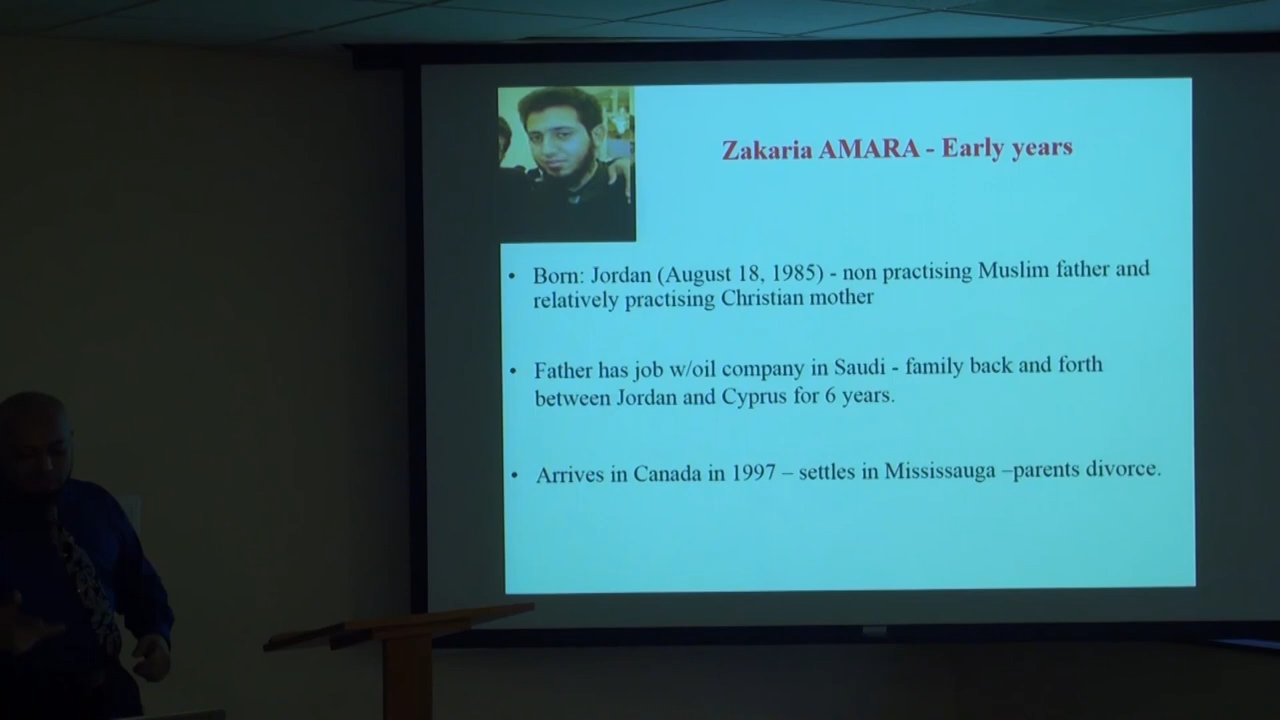 Zakaria AMARA - Early years
• Born: Jordan (August 18, 1985) - non practising Muslim father and
relatively practising Christian mother
• Father has job w/oil company in Saudi - family back and forth
between Jordan and Cyprus for 6 years.
• Arrives in Canada in 1997 – settles in Mississauga –parents divorce.